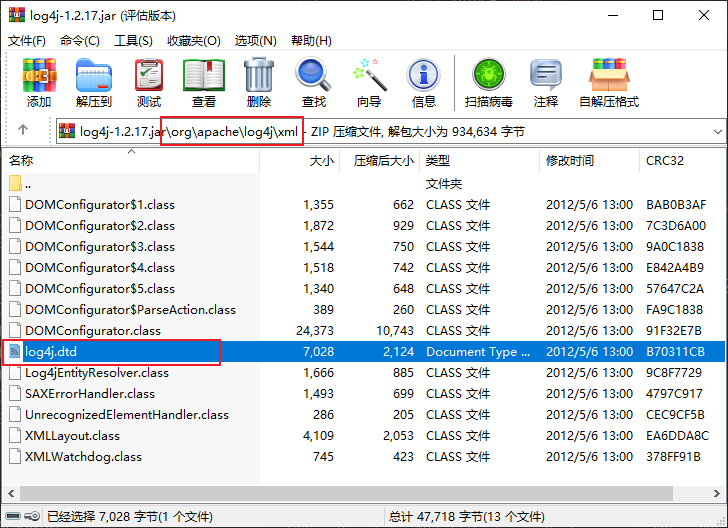 log4j-1.2.17.jar (评估版本)
文件(F) 命令(C) 工具(S) 收藏夹(O) 选项(N) 帮助(H)
添加 解压到 测试 查看 删除 查找 向导 信息 扫描病毒 注释 自解压格式
log4j-1.2.17.jar\org\apache\log4j\xml - ZIP 压缩文件, 解包大小为 934,634 字节
名称 大小 压缩后大小 类型 修改时间 CRC32
.. 文件夹
DOMConfigurator$1.class 1,355 662 CLASS 文件 2012/5/6 13:00 BAB0B3AF
DOMConfigurator$2.class 1,872 929 CLASS 文件 2012/5/6 13:00 7C3D6A00
DOMConfigurator$3.class 1,544 750 CLASS 文件 2012/5/6 13:00 9A0C1838
DOMConfigurator$4.class 1,518 742 CLASS 文件 2012/5/6 13:00 E842A4B9
DOMConfigurator$5.class 1,340 648 CLASS 文件 2012/5/6 13:00 57647C2A
DOMConfigurator$ParseAction.class 389 260 CLASS 文件 2012/5/6 13:00 FA9C1838
DOMConfigurator.class 24,373 10,743 CLASS 文件 2012/5/6 13:00 91F32E7B
log4j.dtd 7,028 2,124 Document Type ... 2012/5/6 13:00 B70311CB
Log4jEntityResolver.class 1,666 885 CLASS 文件 2012/5/6 13:00 9C8F7729
SAXErrorHandler.class 1,493 699 CLASS 文件 2012/5/6 13:00 4797C917
UnrecognizedElementHandler.class 286 205 CLASS 文件 2012/5/6 13:00 CEC9CF5B
XMLLayout.class 4,109 2,053 CLASS 文件 2012/5/6 13:00 EA6DDA8C
XMLWatchdog.class 745 423 CLASS 文件 2012/5/6 13:00 378FF91B
已经选择 7,028 字节(1 个文件) 总计 47,718 字节(13 个文件)